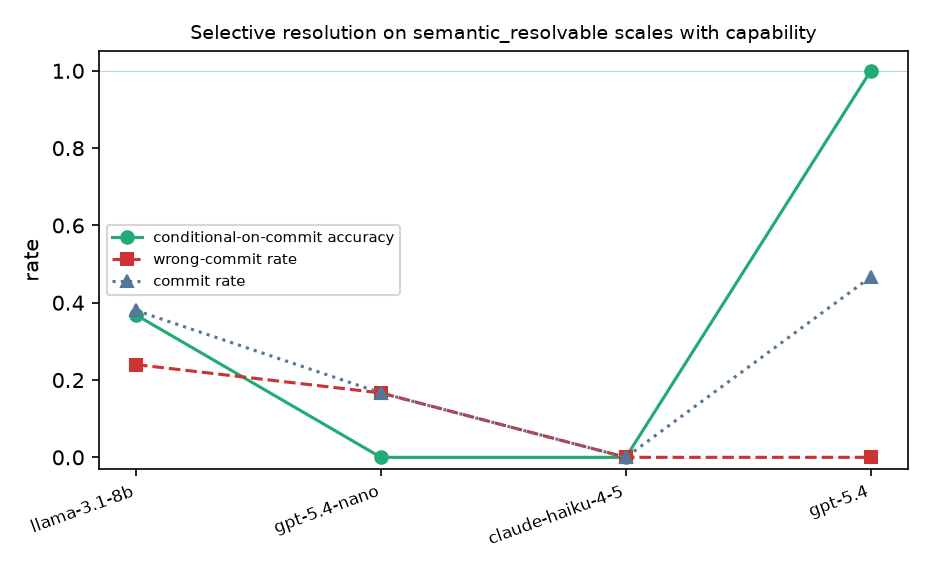 Selective resolution on semantic_resolvable scales with capability
1.0
0.8
0.6
0.4
0.2
0.0
rate
conditional-on-commit accuracy
wrong-commit rate
commit rate
llama-3.1-8b
gpt-5.4-nano
claude-haiku-4-5
gpt-5.4